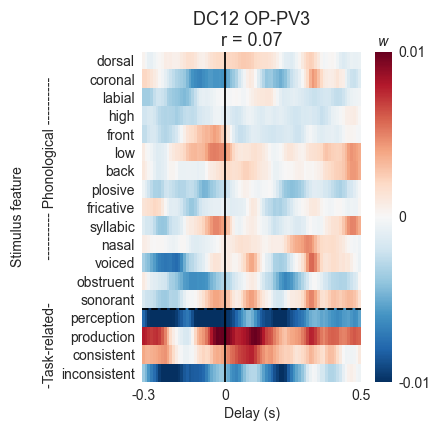 DC12 OP-PV3
r = 0.07
w
Stimulus feature
-Task-related- ---------- Phonological ----------
dorsal
coronal
labial
high
front
low
back
plosive
fricative
syllabic
nasal
voiced
obstruent
sonorant
perception
production
consistent
inconsistent
0.01
0
-0.01
-0.3 0 0.5
Delay (s)